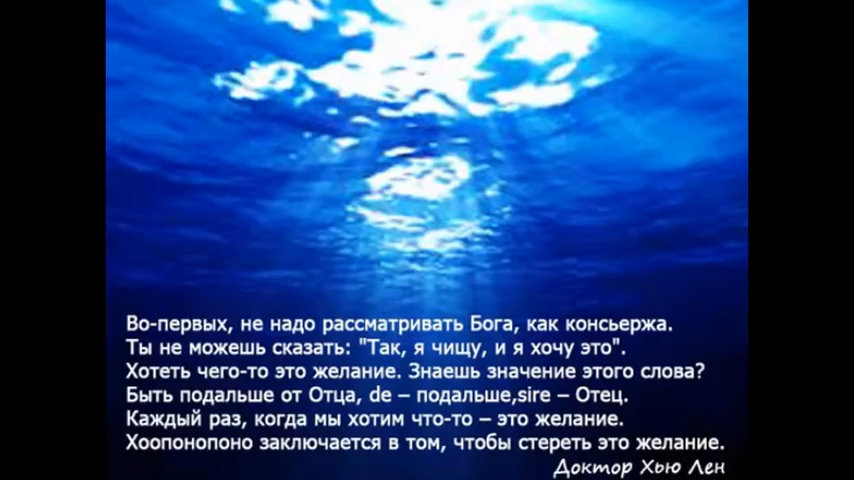 Во-первых, не надо рассматривать Бога, как консьержа.
Ты не можешь сказать: "Так, я чищу, и я хочу это".
Хотеть чего-то это желание. Знаешь значение этого слова?
Быть подальше от Отца, de – подальше,sire – Отец.
Каждый раз, когда мы хотим что-то – это желание.
Хоопонопоно заключается в том, чтобы стереть это желание.
Доктор Хью Лен